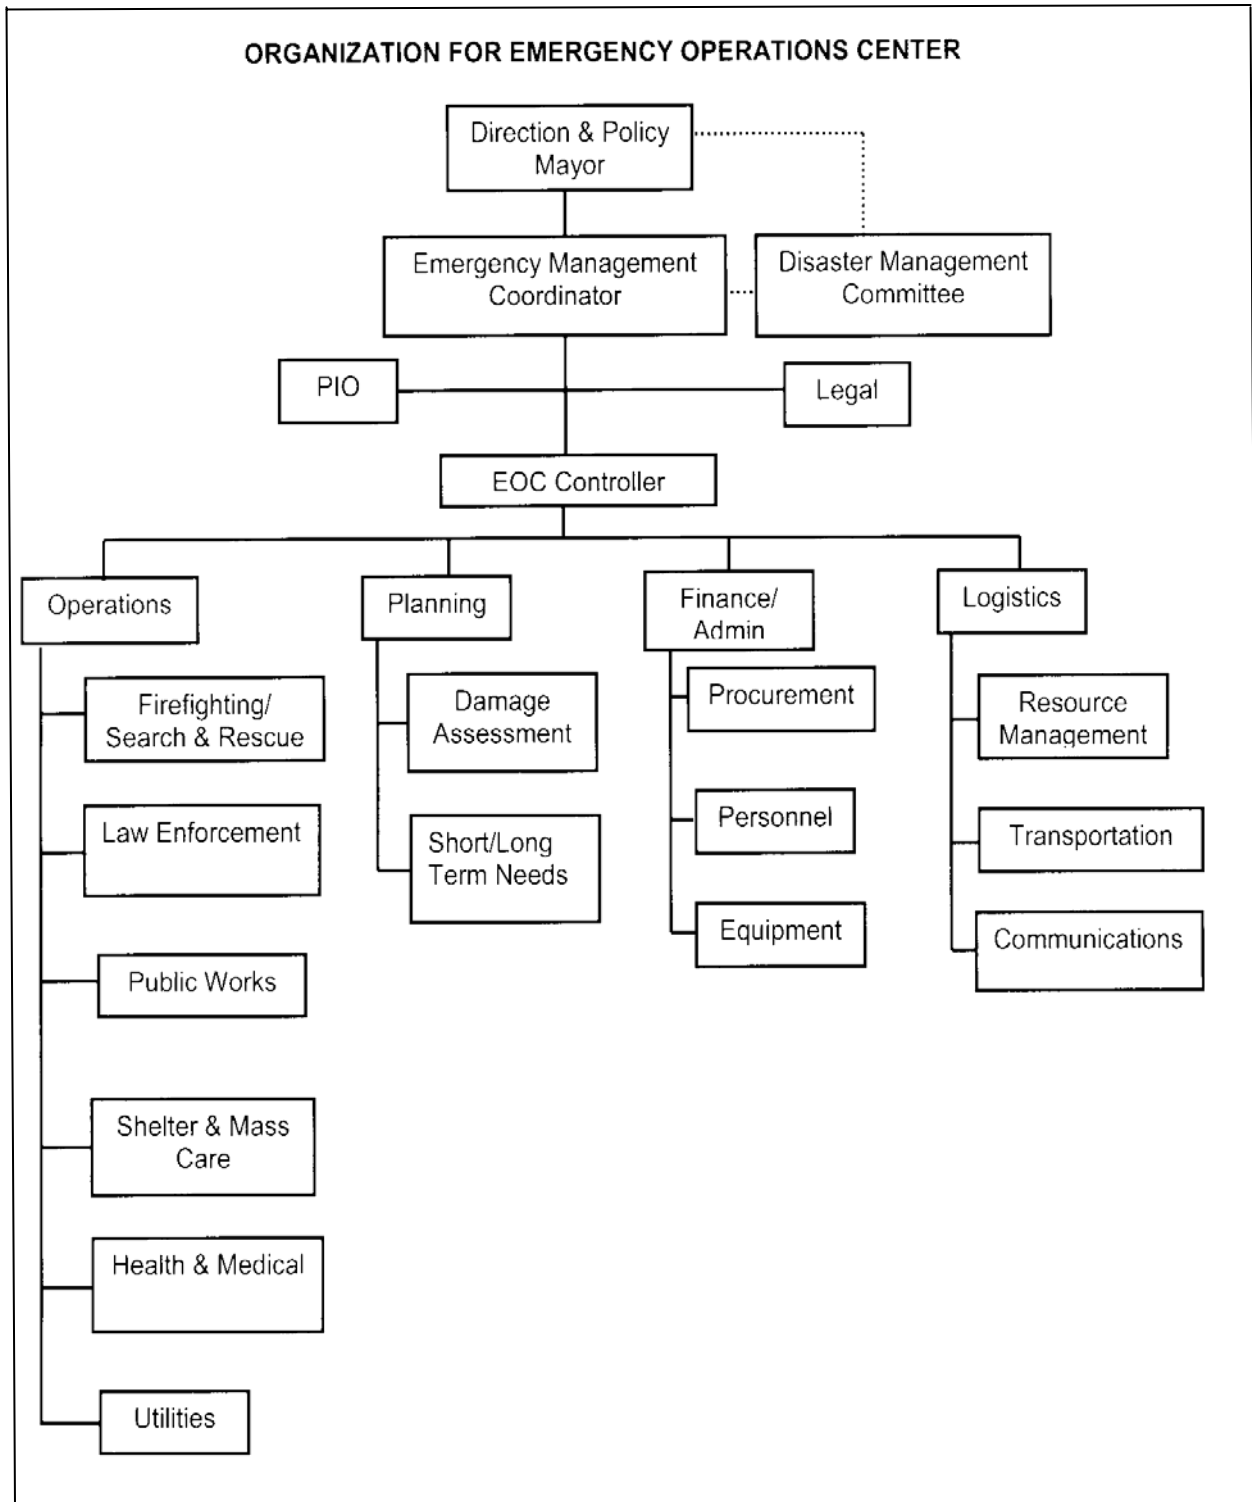 ORGANIZATION FOR EMERGENCY OPERATIONS CENTER
Direction & Policy
Mayor
Emergency Management
Coordinator
Disaster Management
Committee
PIO
Legal
EOC Controller
Operations
Planning
Finance/
Admin
Logistics
Firefighting/
Search & Rescue
Law Enforcement
Public Works
Shelter & Mass
Care
Health & Medical
Utilities
Damage
Assessment
Short/Long
Term Needs
Procurement
Personnel
Equipment
Resource
Management
Transportation
Communications